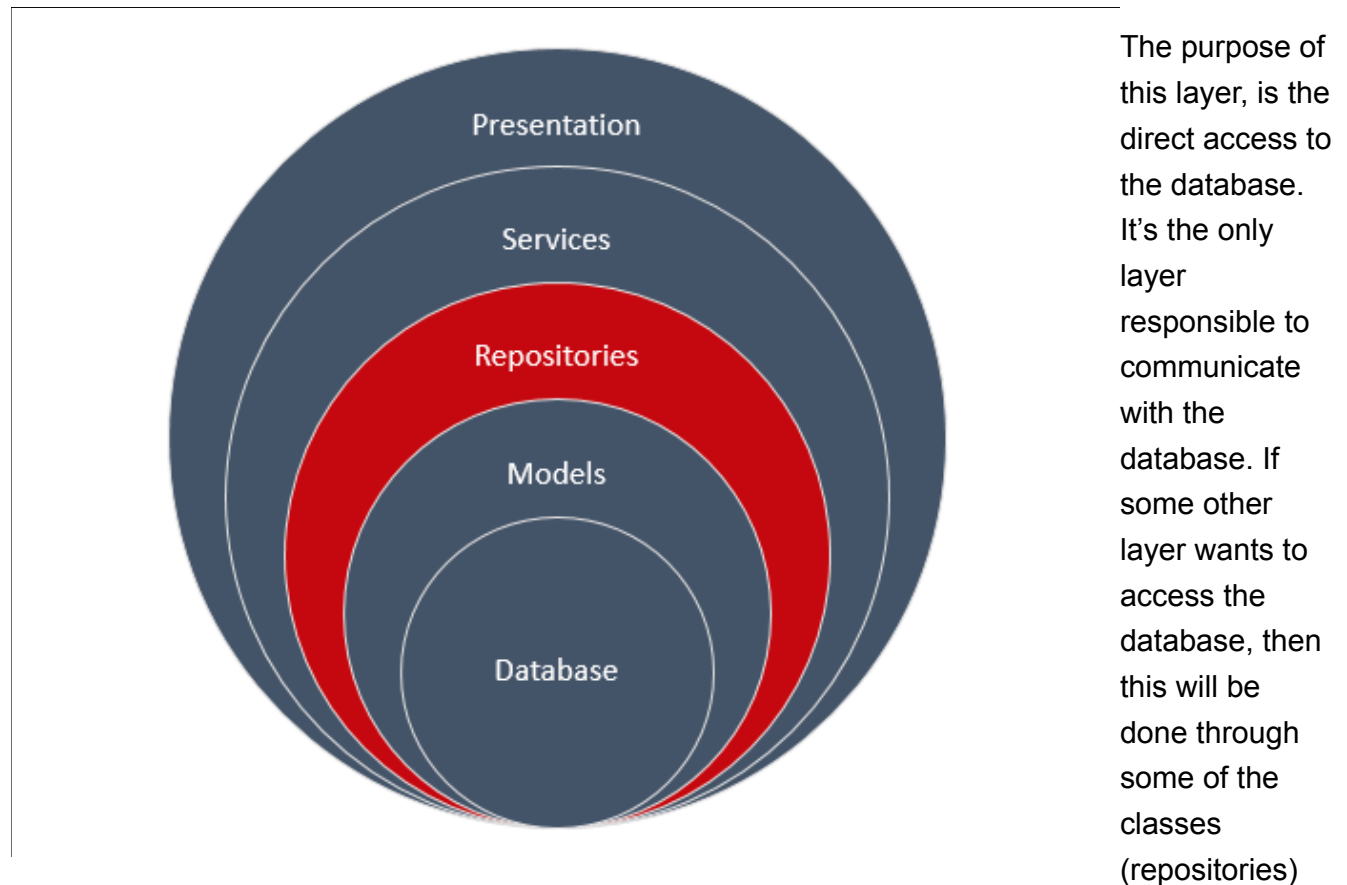 Presentation
Services
Repositories
Models
Database
The purpose of
this layer, is the
direct access to
the database.
It’s the only
layer
responsible to
communicate
with the
database. If
some other
layer wants to
access the
database, then
this will be
done through
some of the
classes
(repositories)